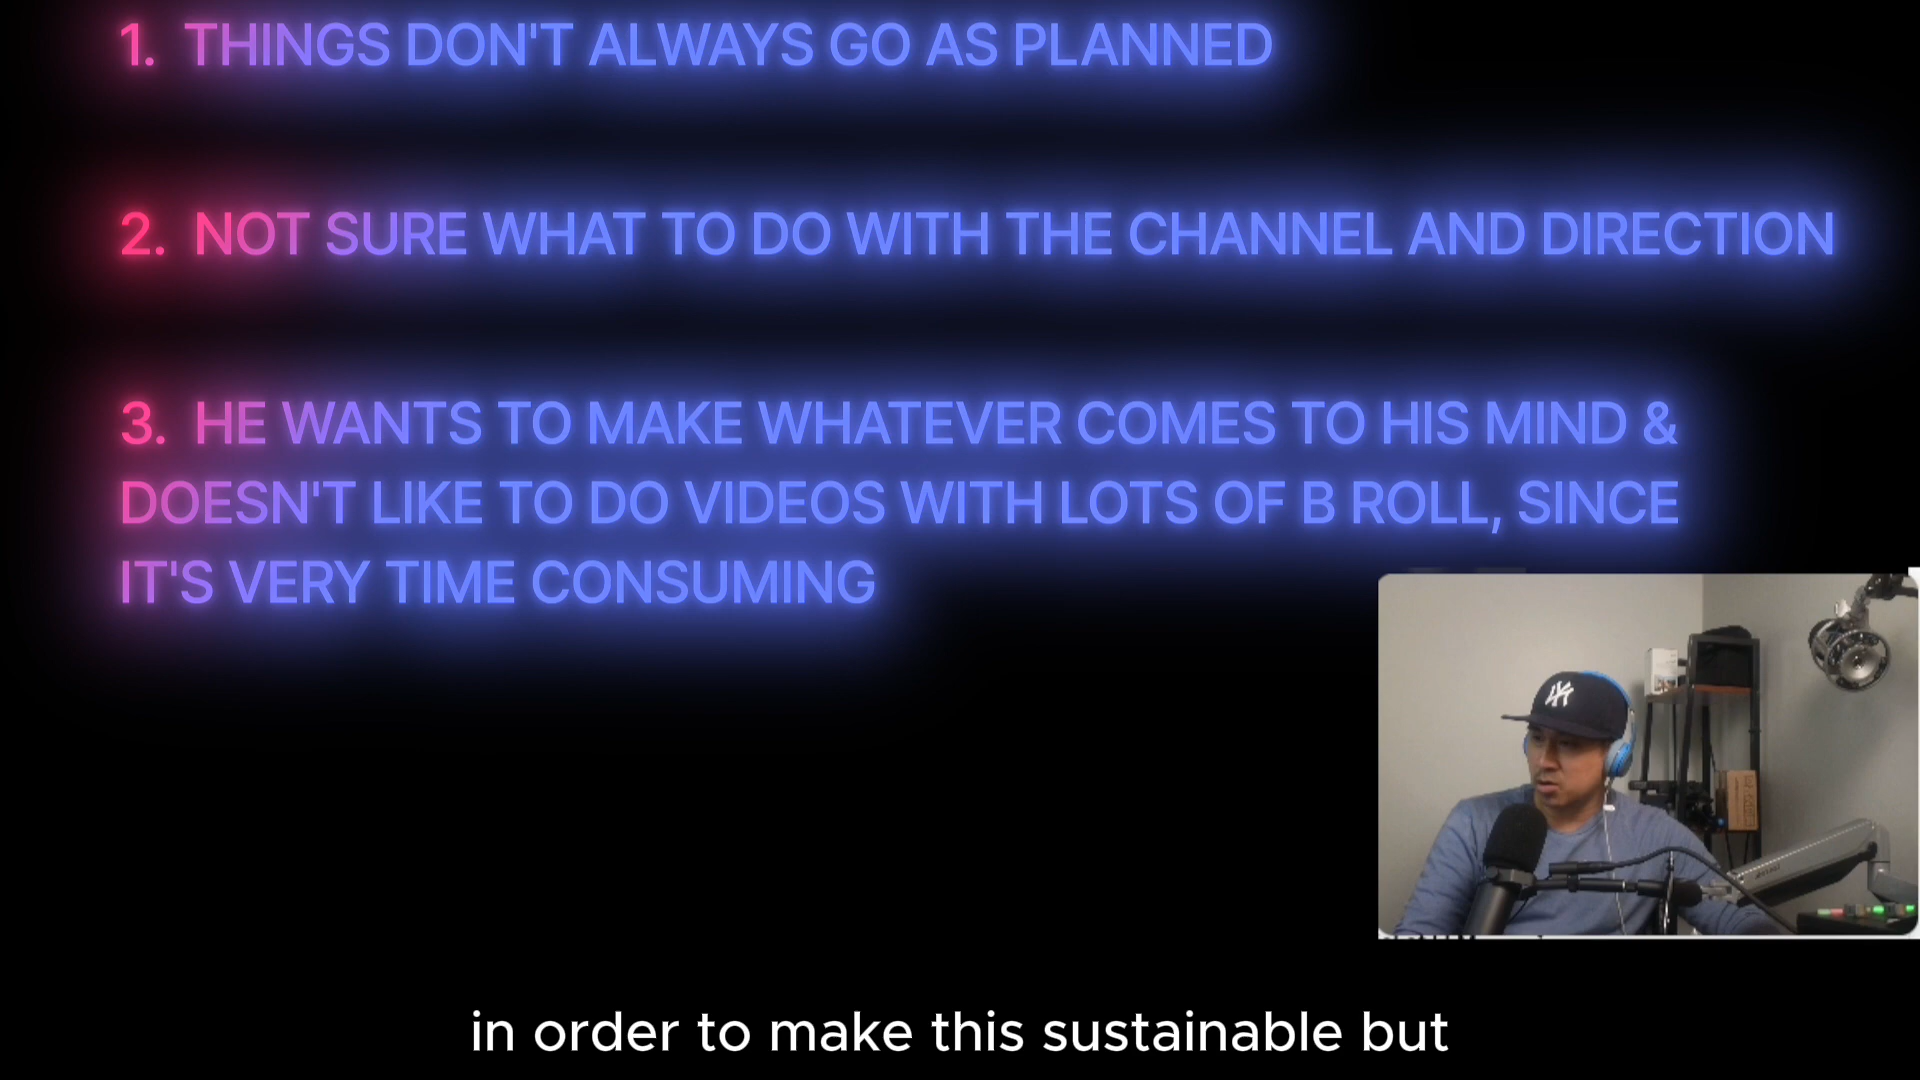 1. THINGS DON'T ALWAYS GO AS PLANNED
2. NOT SURE WHAT TO DO WITH THE CHANNEL AND DIRECTION
3. HE WANTS TO MAKE WHATEVER COMES TO HIS MIND &
DOESN'T LIKE TO DO VIDEOS WITH LOTS OF B ROLL, SINCE
IT'S VERY TIME CONSUMING
in order to make this sustainable but